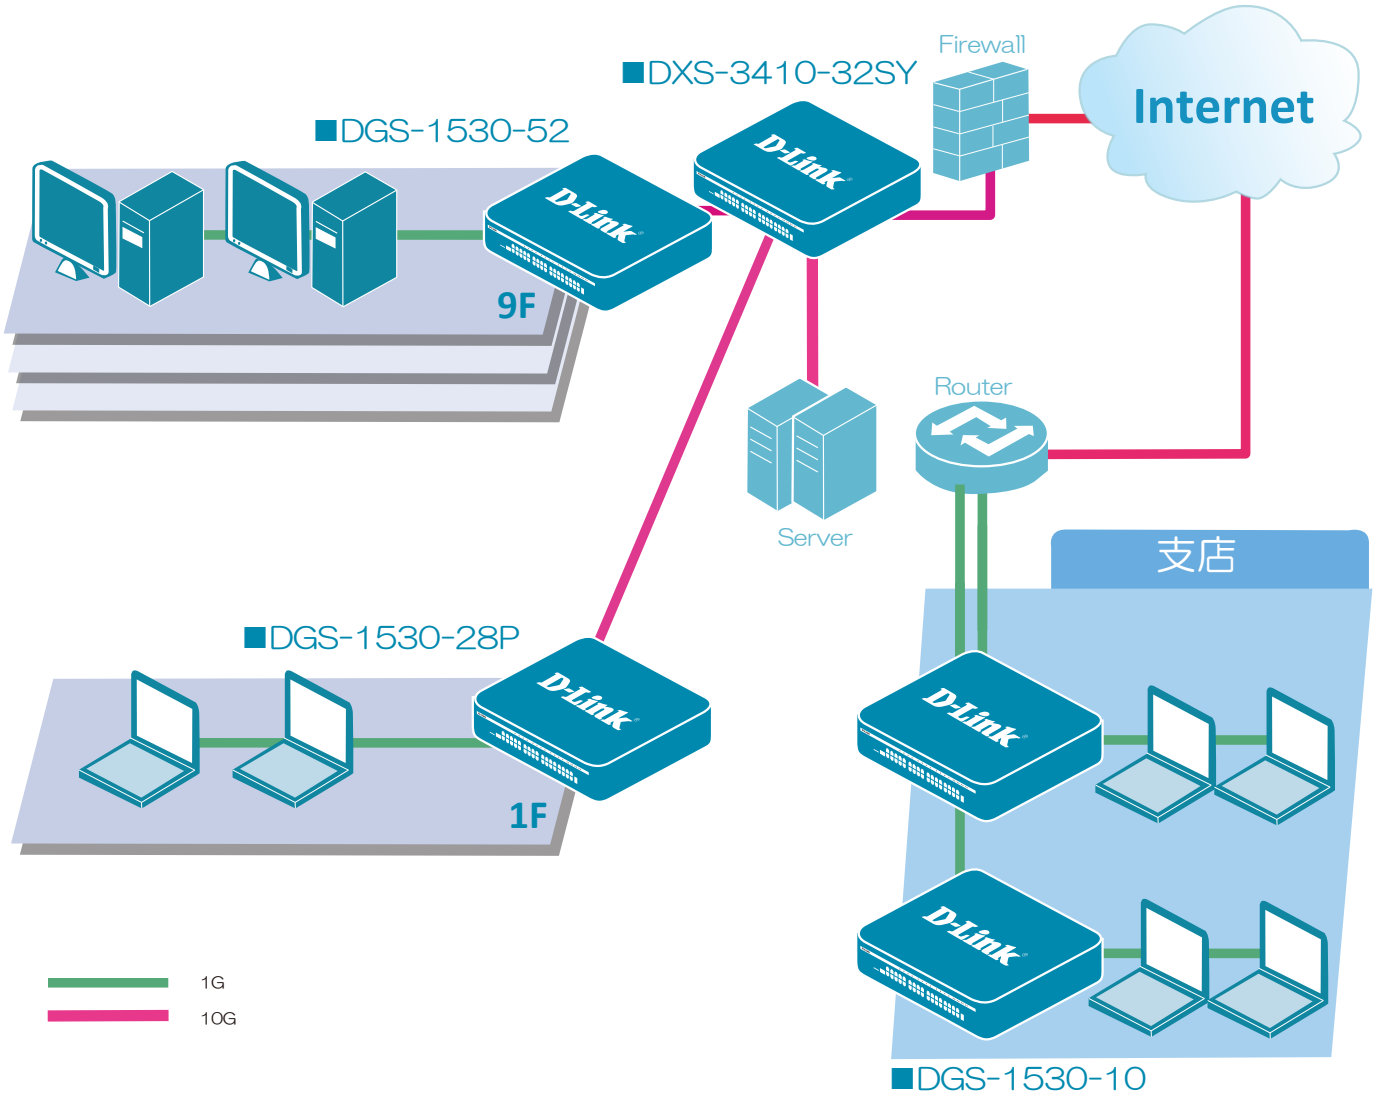 Firewall
■DXS-3410-32SY
Internet
■DGS-1530-52
D-Link®
D-Link
9F
Router
Server
支店
■DGS-1530-28P
D-Link®
D-Link®
1F
D-Link®
1G
10G
■DGS-1530-10